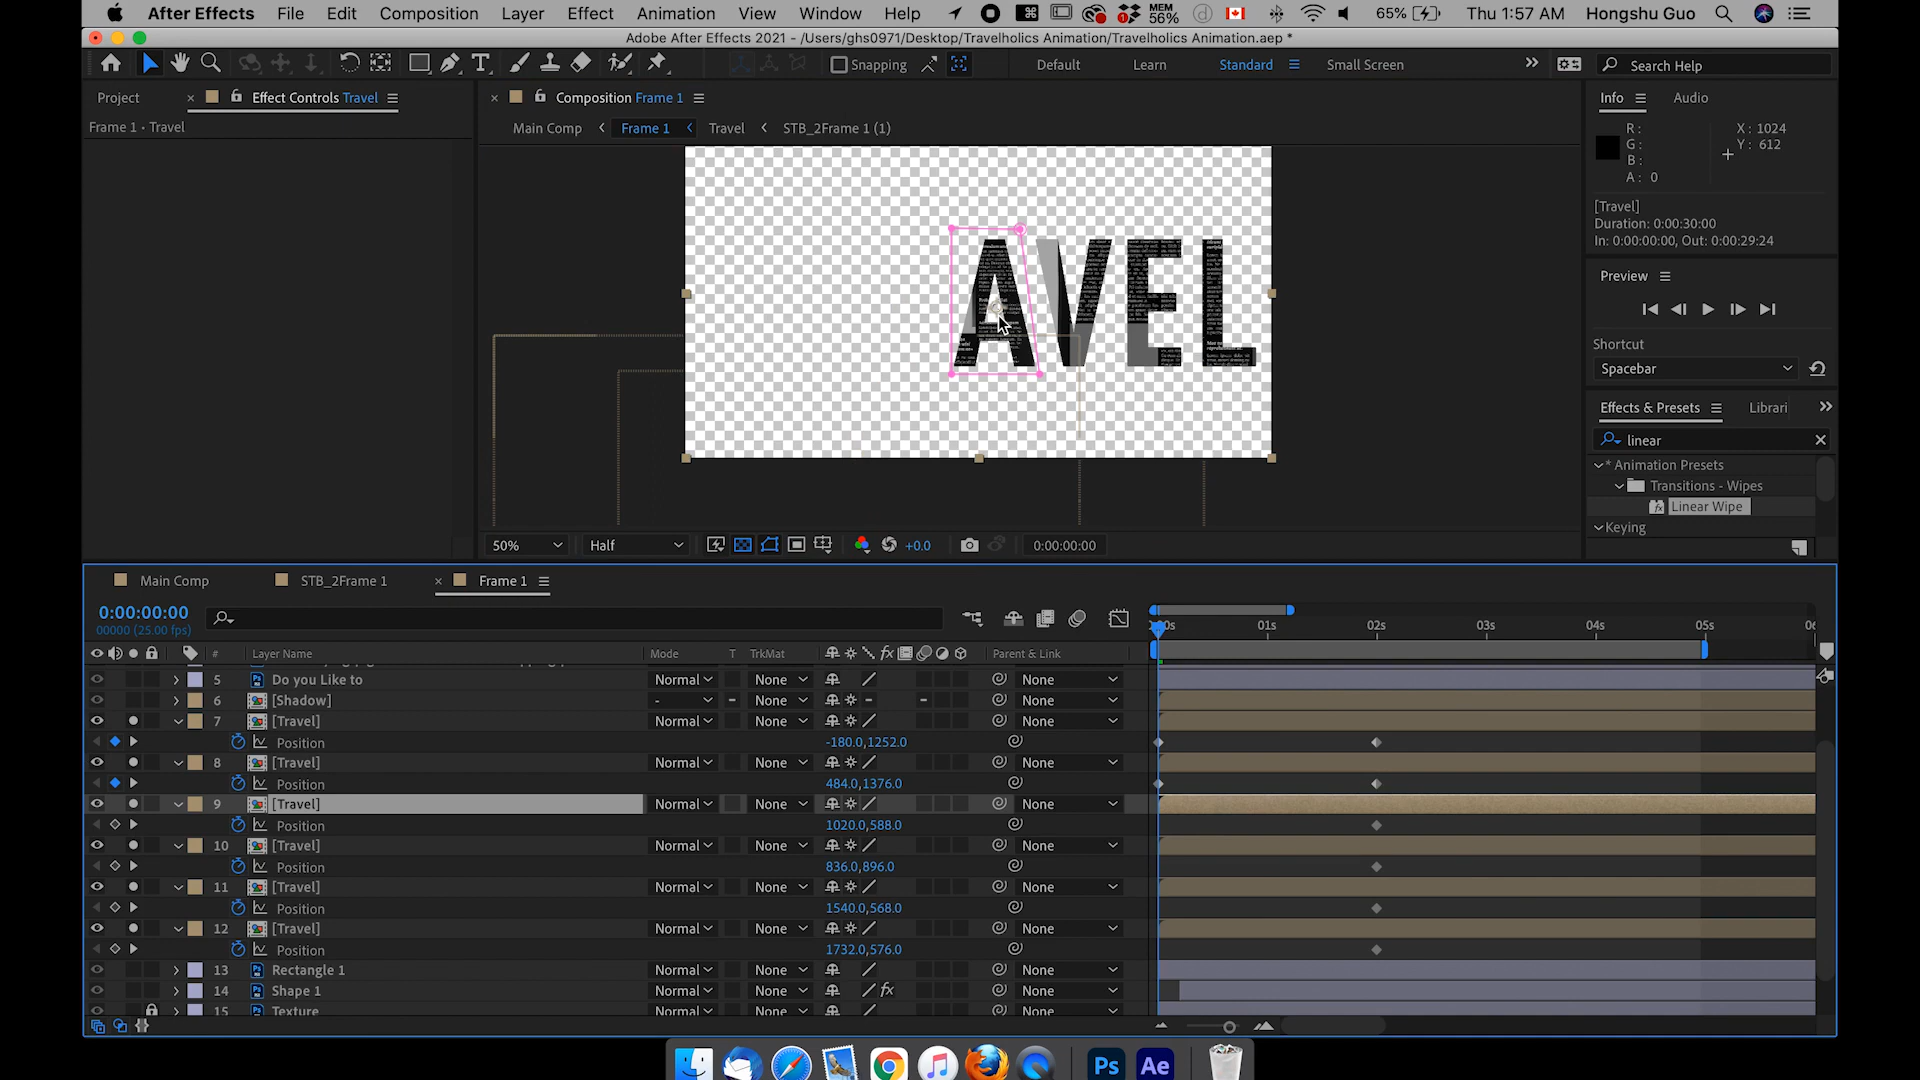 After Effects File Edit Composition Layer Effect Animation View Window Help MEM 56% 65% Thu 1:57 AM Hongshu Guo
Adobe After Effects 2021 - /Users/ghs0971/Desktop/Travelholics Animation/Travelholics Animation.aep *
Snapping Default Learn Standard Small Screen Search Help
Project Effect Controls Travel Composition Frame 1 Info Audio
Frame 1 • Travel Main Comp Frame 1 Travel STB_2Frame 1 (1)
R: X: 1024
G: Y: 612
B:
A: 0
[Travel]
Duration: 0:00:30:00
In: 0:00:00:00, Out: 0:00:29:24
AVEL
Preview
Shortcut
Spacebar
Effects & Presets Librari
linear
* Animation Presets
Transitions - Wipes
Linear Wipe
Keying
50% Half +0.0 0:00:00:00
Main Comp STB_2Frame 1 Frame 1
0:00:00:00
00000 (25.00 fps)
01s 02s 03s 04s 05s
# Layer Name Mode T TrkMat fx Parent & Link
5 Do you Like to Normal None None
6 [Shadow] - None None
7 [Travel] Normal None None
Position -180.0,1252.0
8 [Travel] Normal None None
Position 484.0,1376.0
9 [Travel] Normal None None
Position 1020.0,588.0
10 [Travel] Normal None None
Position 836.0,896.0
11 [Travel] Normal None None
Position 1540.0,568.0
12 [Travel] Normal None None
Position 1732.0,576.0
13 Rectangle 1 Normal None None
14 Shape 1 Normal None fx None
15 Texture Normal None None
Ps Ae